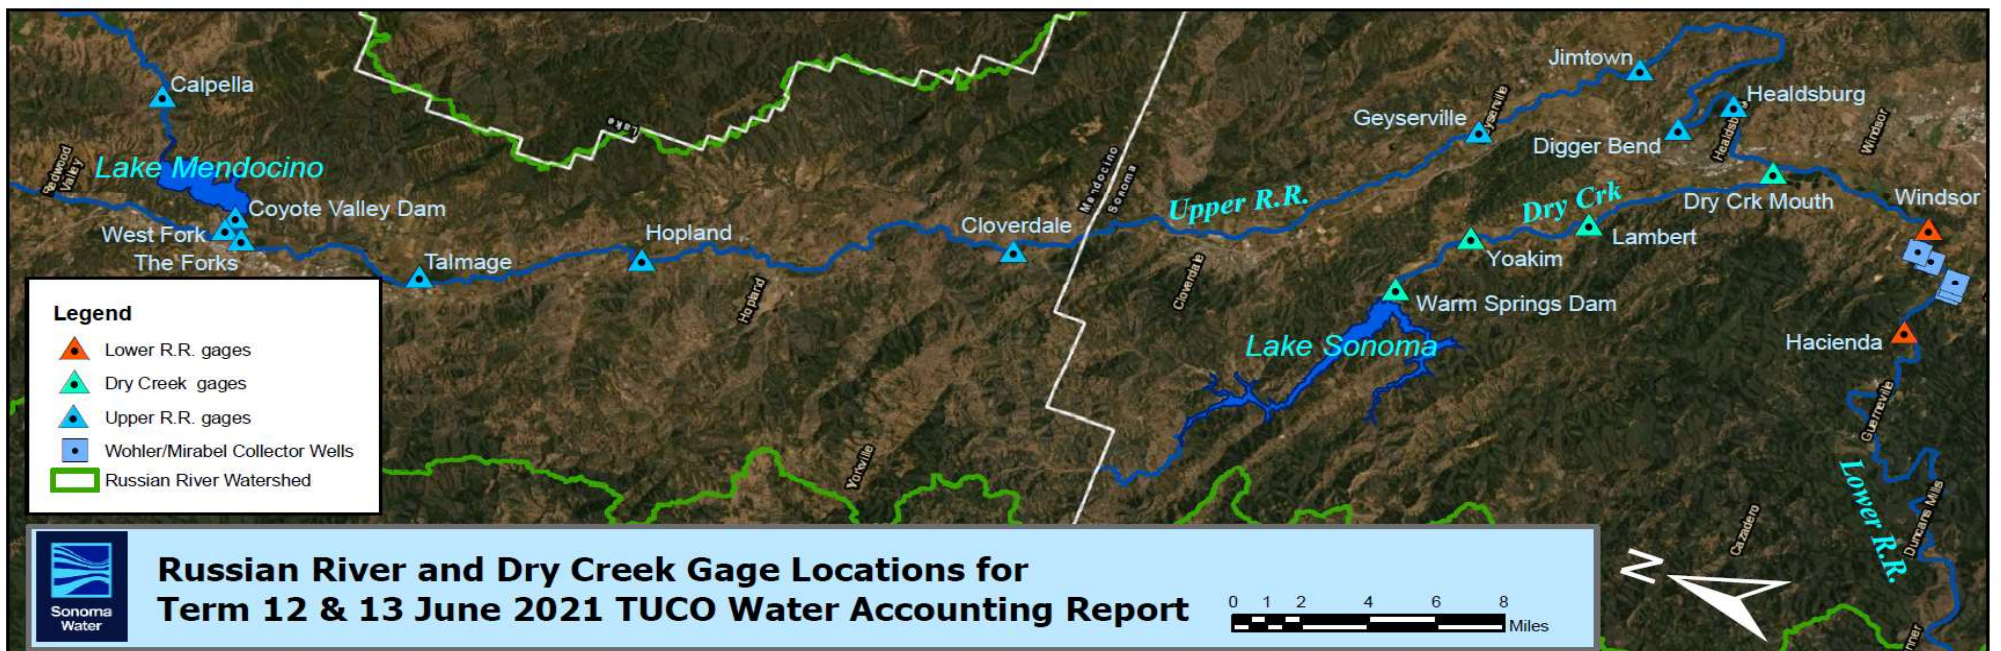 Calpella
Redwood
Valley
Lake Mendocino
Coyote Valley Dam
West Fork
The Forks
Talmage
Hopland
Hopland
Lake
Cloverdale
Mendocino
Sonoma
Upper R.R.
Cloverdale
Geyserville
Jimtown
Digger Bend
Healdsburg
Windsor
Dry Crk
Dry Crk Mouth
Windsor
Lambert
Yoakim
Warm Springs Dam
Lake Sonoma
Hacienda
Guerneville
Lower R.R.
Duncans Mills
Cazadero
Yorkville
Legend
Lower R.R. gages
Dry Creek gages
Upper R.R. gages
Wohler/Mirabel Collector Wells
Russian River Watershed
Sonoma
Water
Russian River and Dry Creek Gage Locations for
Term 12 & 13 June 2021 TUCO Water Accounting Report
0 1 2 4 6 8
Miles
N